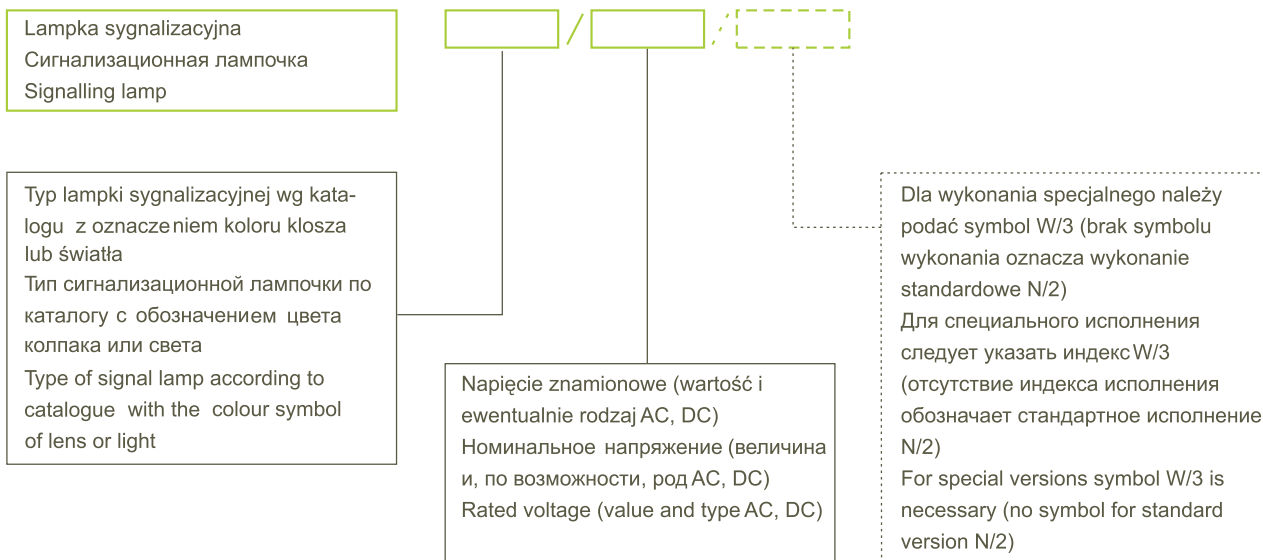 Lampka sygnalizacyjna
Сигнализационная лампочка
Signalling lamp
/ /
Typ lampki sygnalizacyjnej wg kata-
logu z oznaczeniem koloru klosza
lub światła
Тип сигнализационной лампочки по
каталогу с обозначением цвета
колпака или света
Type of signal lamp according to
catalogue with the colour symbol
of lens or light
Napięcie znamionowe (wartość i
ewentualnie rodzaj AC, DC)
Номинальное напряжение (величина
и, по возможности, род AC, DC)
Rated voltage (value and type AC, DC)
Dla wykonania specjalnego należy
podać symbol W/3 (brak symbolu
wykonania oznacza wykonanie
standardowe N/2)
Для специального исполнения
следует указать индекс W/3
(отсутствие индекса исполнения
обозначает стандартное исполнение
N/2)
For special versions symbol W/3 is
necessary (no symbol for standard
version N/2)